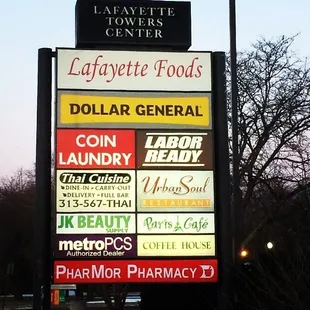 LAFAYETTE
TOWERS
CENTER
Lafayette Foods
DOLLAR GENERAL
COIN
LAUNDRY
LABOR
READY.
Thai Cuisine
DINE-IN • CARRY-OUT
DELIVERY • FULL BAR
313-567-THAI
UrbanSoul
RESTAURANT
JK BEAUTY
SUPPLY
Paris Café
metroPCS
Authorized Dealer
COFFEE HOUSE
PHARMOR PHARMACY